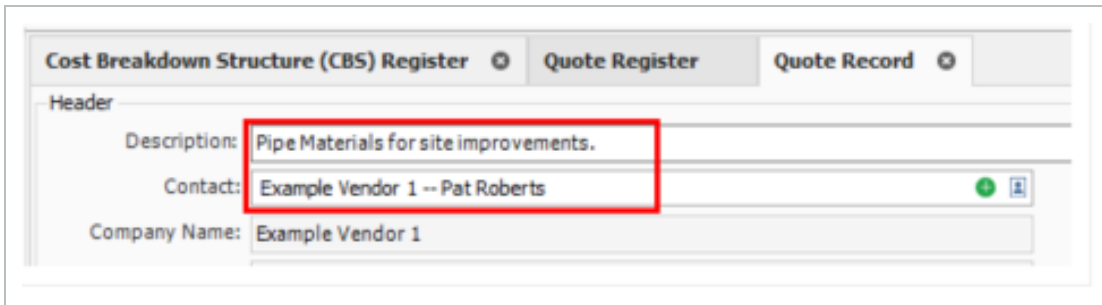 Cost Breakdown Structure (CBS) Register Quote Register Quote Record
Header
Description: Pipe Materials for site improvements.
Contact: Example Vendor 1 -- Pat Roberts
Company Name: Example Vendor 1